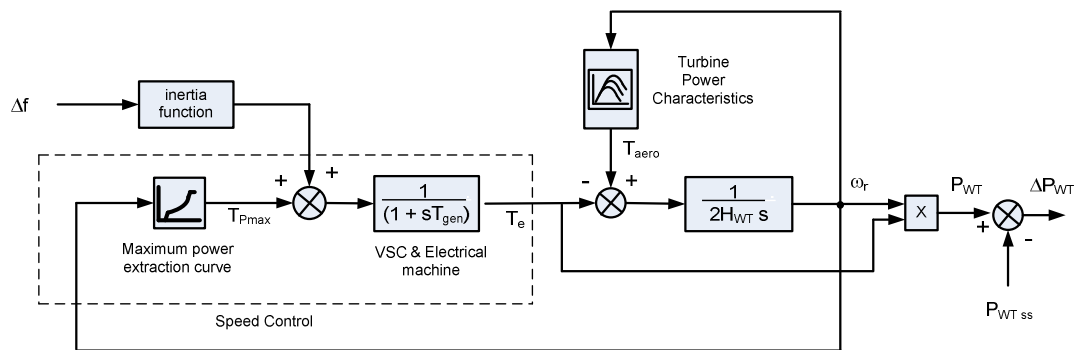 Δf
inertia
function
Turbine
Power
Characteristics
T_aero
+
+
T_Pmax
1
(1 + sT_gen)
T_e
-
+
1
2H_WT s
ω_r
X
P_WT
ΔP_WT
+
-
Maximum power
extraction curve
VSC & Electrical
machine
P_WT ss
Speed Control